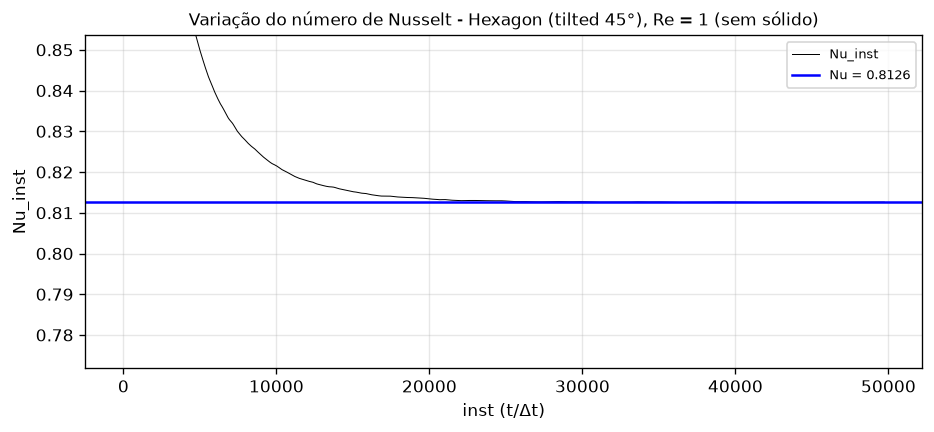 Variação do número de Nusselt - Hexagon (tilted 45°), Re = 1 (sem sólido)
Nu_inst
Nu = 0.8126
0.85
0.84
0.83
0.82
0.81
0.80
0.79
0.78
Nu_inst
0
10000
20000
30000
40000
50000
inst (t/Δt)